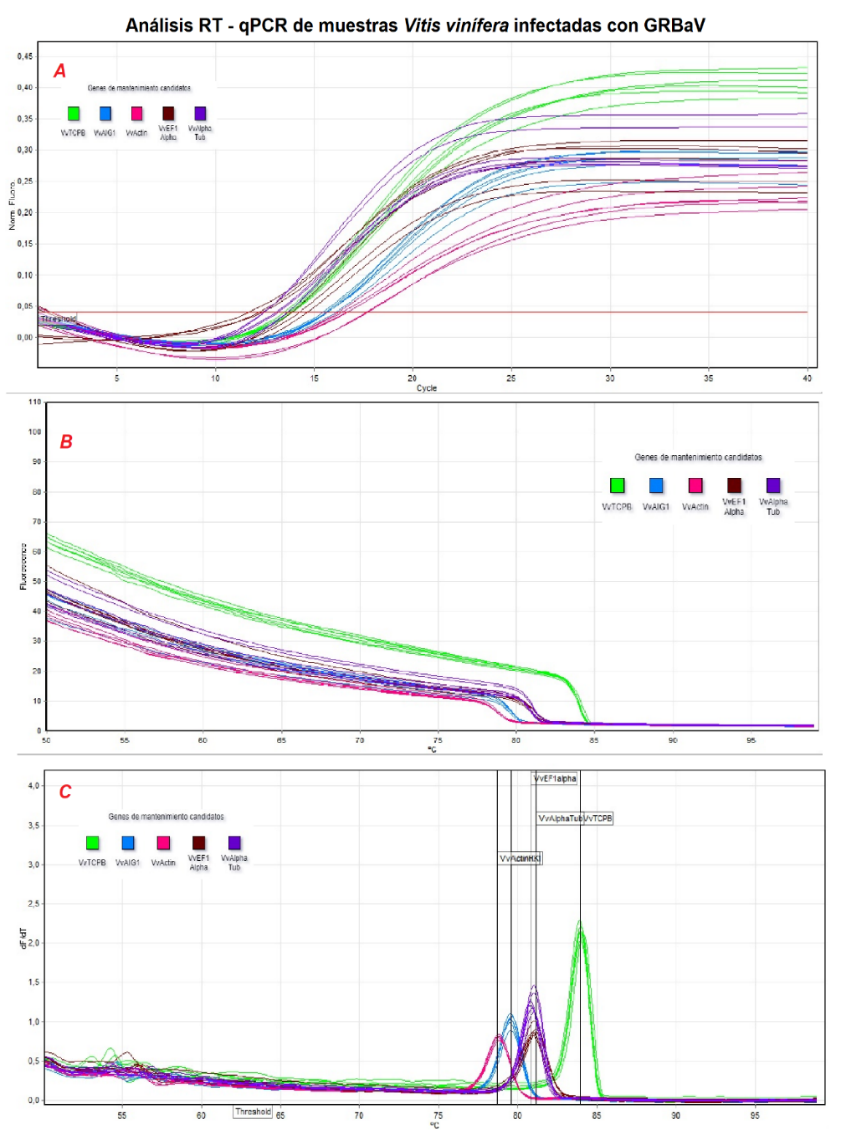 Análisis RT - qPCR de muestras Vitis vinífera infectadas con GRBaV
A
Genes de mantenimiento candidatos
VvTCPB VvAIG1 VvActin VvEF1 Alpha VvAlpha Tub
Norm. Fluoro.
0,45
0,40
0,35
0,30
0,25
0,20
0,15
0,10
0,05
0,00
Threshold
5 10 15 20 25 30 35 40
Cycle
B
Genes de mantenimiento candidatos
VvTCPB VvAIG1 VvActin VvEF1 Alpha VvAlpha Tub
Fluorescence
110
100
90
80
70
60
50
40
30
20
10
0
50 55 60 65 70 75 80 85 90 95
°C
C
Genes de mantenimiento candidatos
VvTCPB VvAIG1 VvActin VvEF1 Alpha VvAlpha Tub
VvEF1alpha
VvAlphaTub VvTCPB
VvActin
dF/dT
4,0
3,5
3,0
2,5
2,0
1,5
1,0
0,5
0,0
55 60 65 70 75 80 85 90 95
Threshold
°C